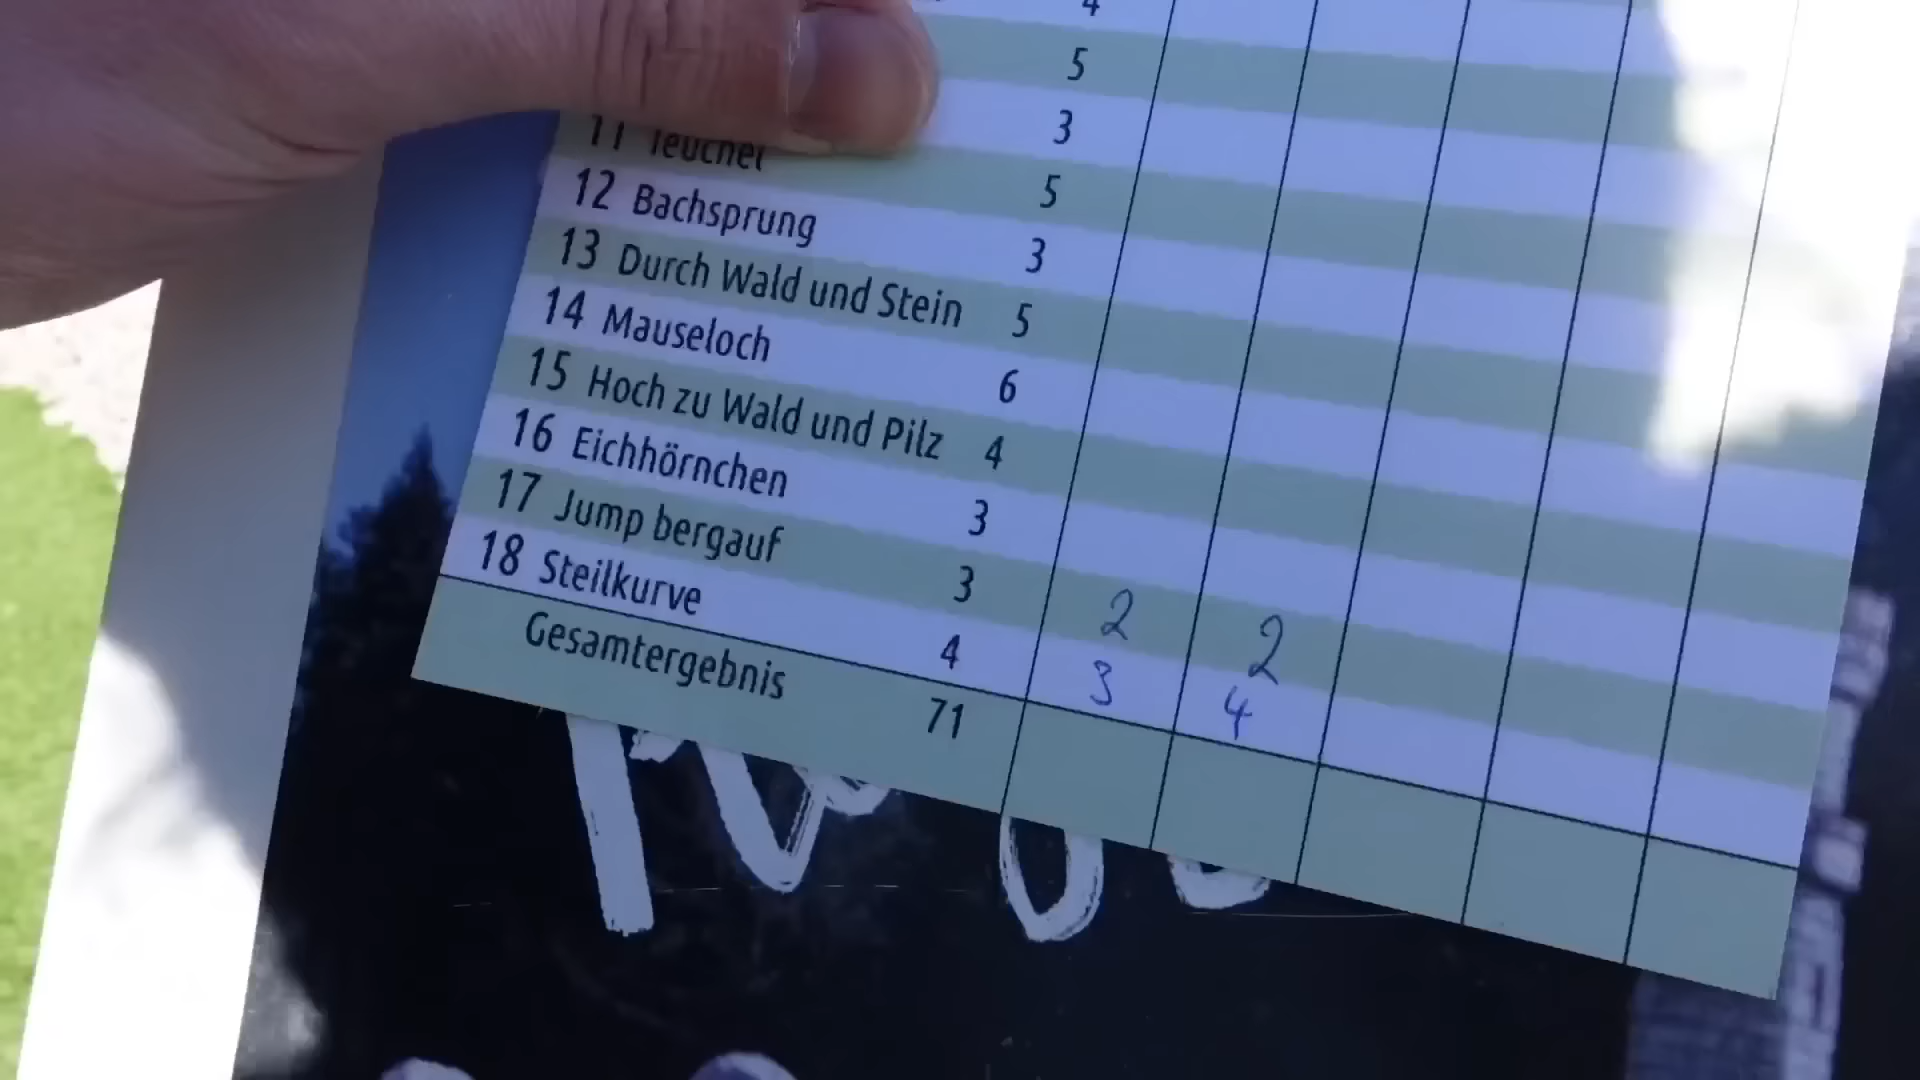 4
5
3
11 Teuchel 5
12 Bachsprung 3
13 Durch Wald und Stein 5
14 Mauseloch 6
15 Hoch zu Wald und Pilz 4
16 Eichhörnchen 3
17 Jump bergauf 3 2 2
18 Steilkurve 4 3 4
Gesamtergebnis 71